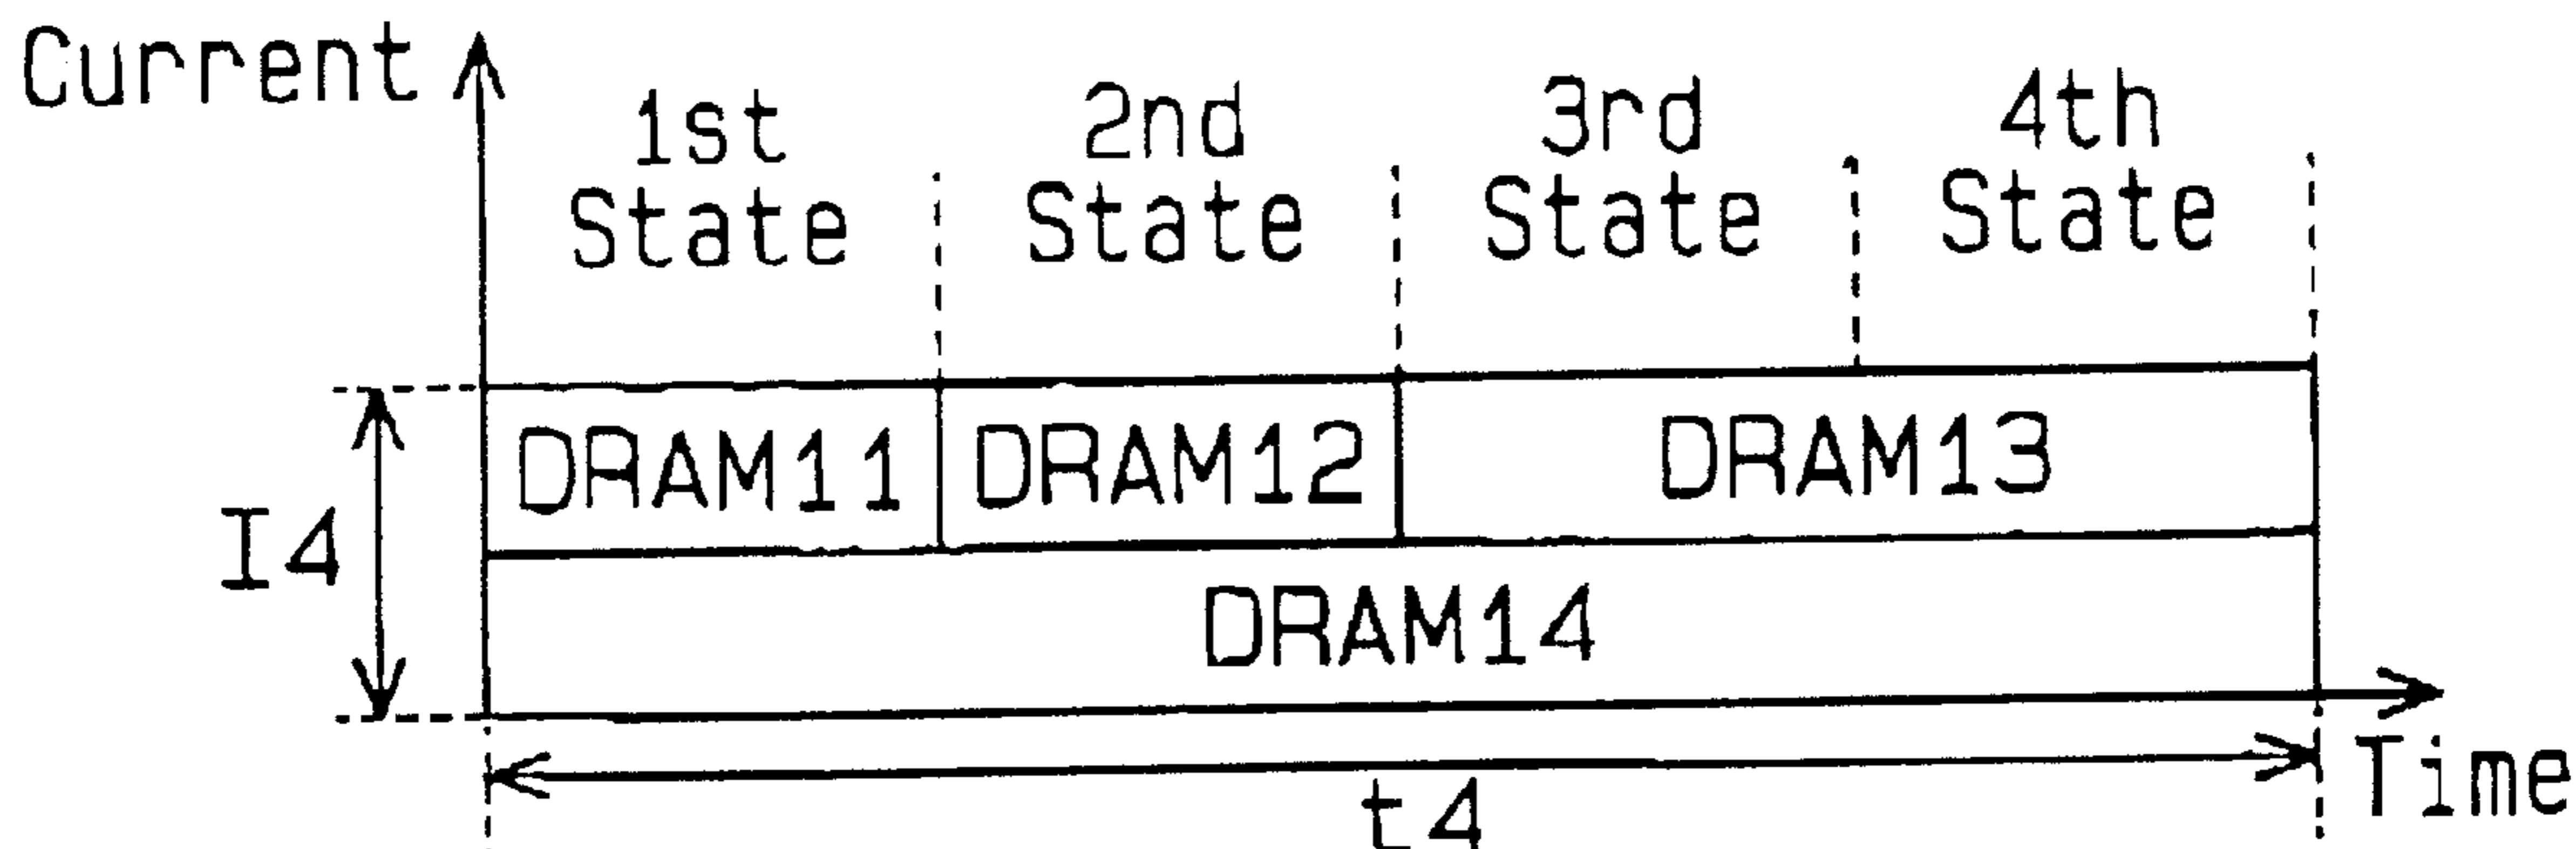 Current
1st State
2nd State
3rd State
4th State
DRAM11 DRAM12 DRAM13
I4
DRAM14
Time
t4